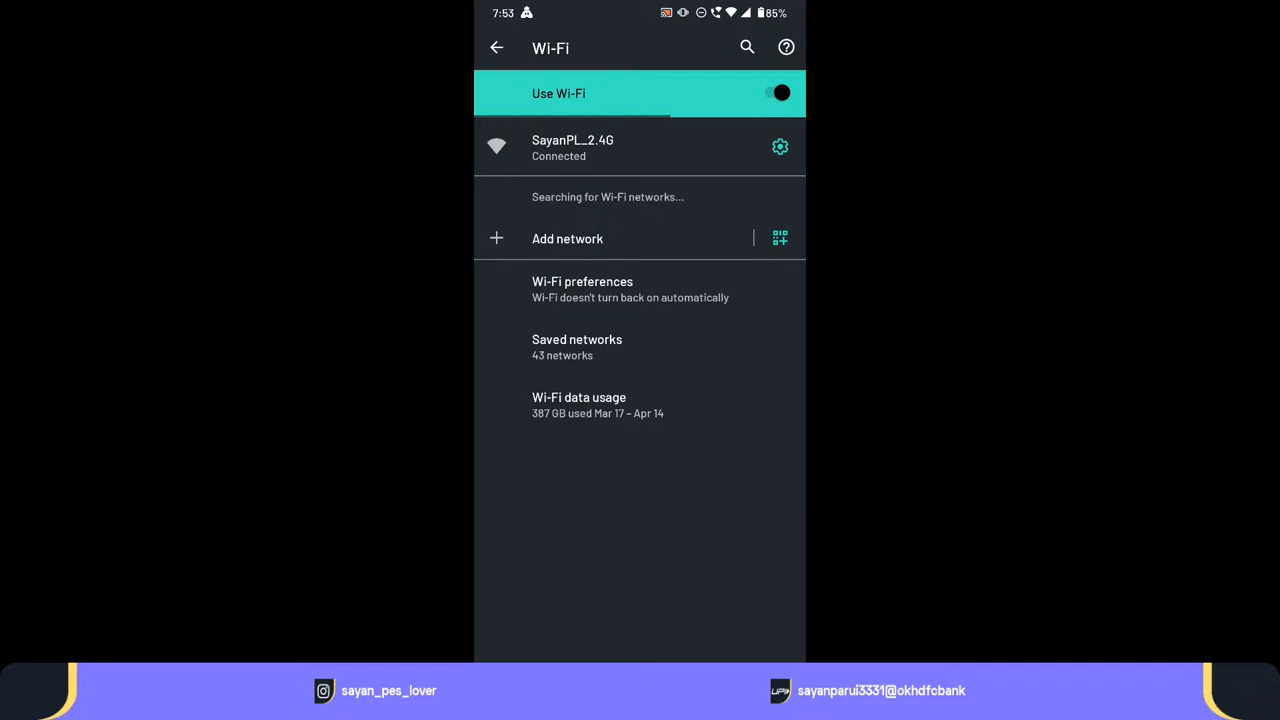 7:53
85%
Wi-Fi
Use Wi-Fi
SayanPL_2.4G
Connected
Searching for Wi-Fi networks...
Add network
Wi-Fi preferences
Wi-Fi doesn't turn back on automatically
Saved networks
43 networks
Wi-Fi data usage
387 GB used Mar 17 – Apr 14
sayan_pes_lover
UPI
sayanparui3331@okhdfcbank